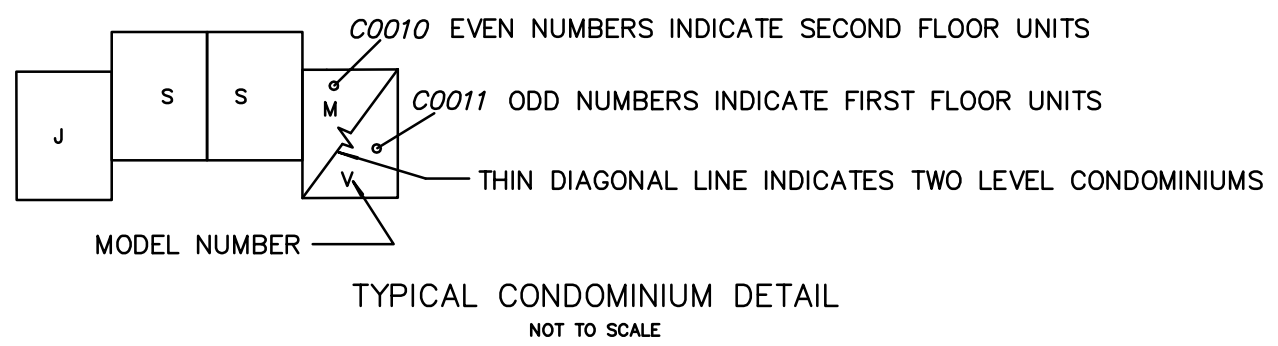 C0010 EVEN NUMBERS INDICATE SECOND FLOOR UNITS
S S
M
C0011 ODD NUMBERS INDICATE FIRST FLOOR UNITS
J
V
THIN DIAGONAL LINE INDICATES TWO LEVEL CONDOMINIUMS
MODEL NUMBER
TYPICAL CONDOMINIUM DETAIL
NOT TO SCALE